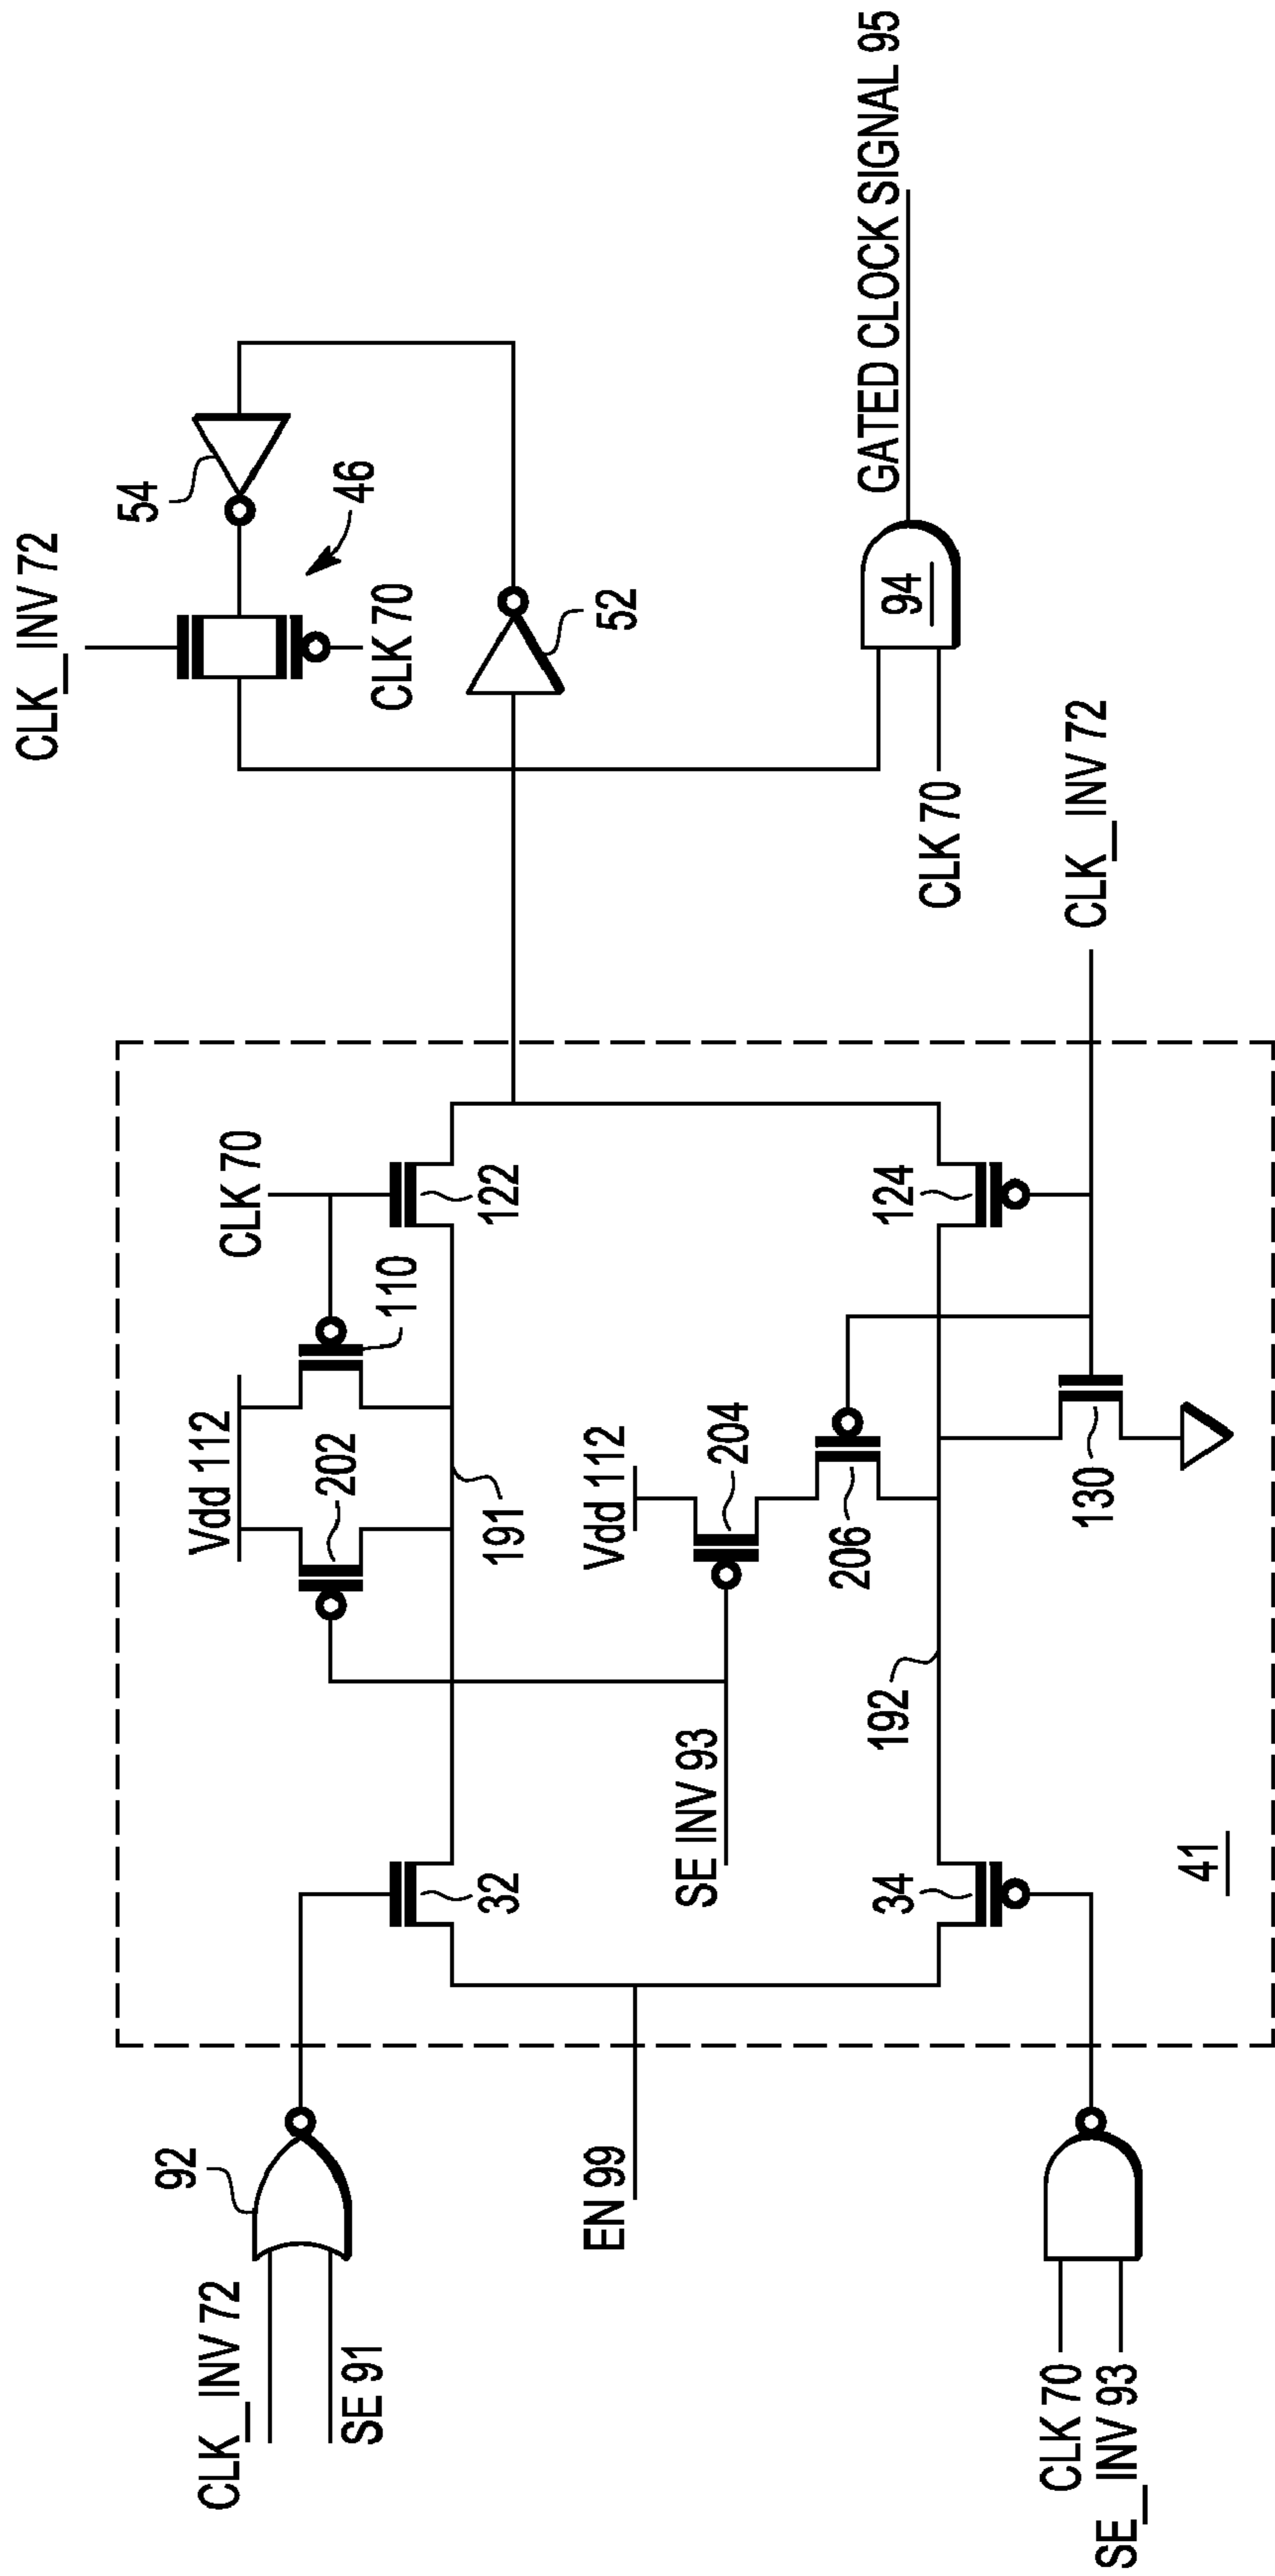 CLK_INV 72
SE 91
92
EN 99
CLK 70
SE_INV 93
41
32
34
SE INV 93
192
191
Vdd 112
202
110
CLK 70
Vdd 112
204
206
130
122
124
CLK_INV 72
CLK 70
94
GATED CLOCK SIGNAL 95
52
CLK_INV 72
CLK 70
46
54